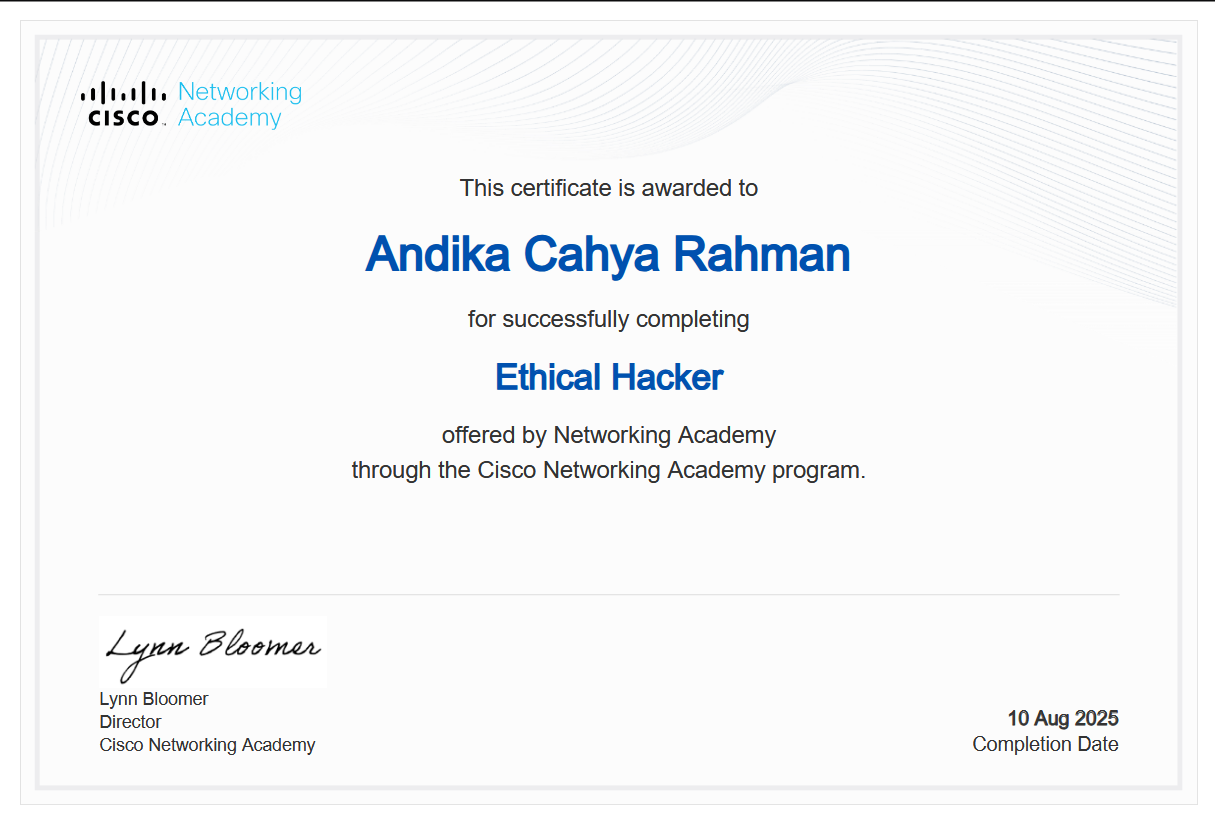 Networking
CISCO™ Academy
This certificate is awarded to
Andika Cahya Rahman
for successfully completing
Ethical Hacker
offered by Networking Academy
through the Cisco Networking Academy program.
Lynn Bloomer
Lynn Bloomer
Director
Cisco Networking Academy
10 Aug 2025
Completion Date